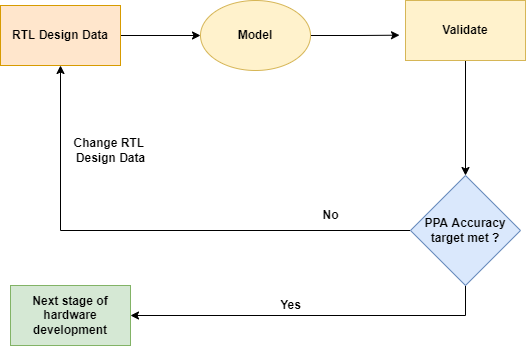 RTL Design Data
Model
Validate
Change RTL
Design Data
PPA Accuracy
target met ?
No
Yes
Next stage of
hardware
development